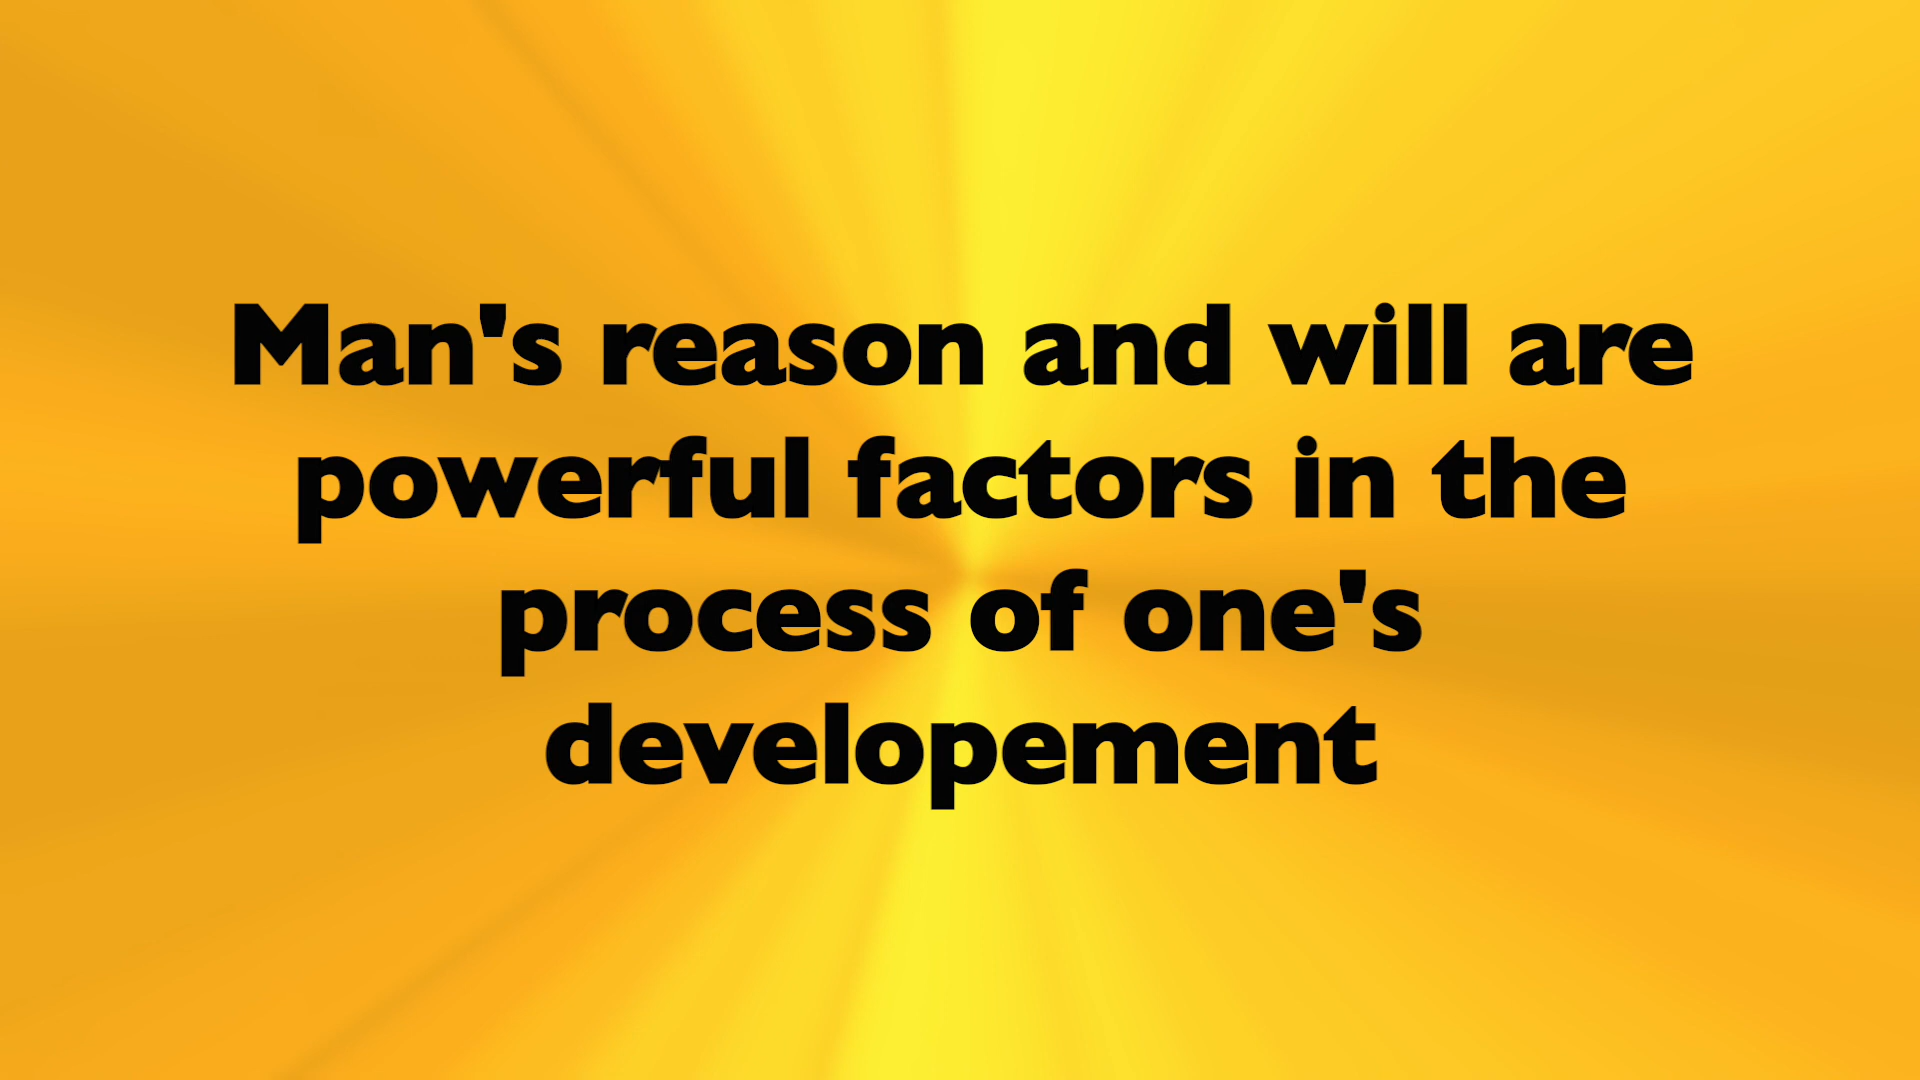 Man's reason and will are
powerful factors in the
process of one's
developement